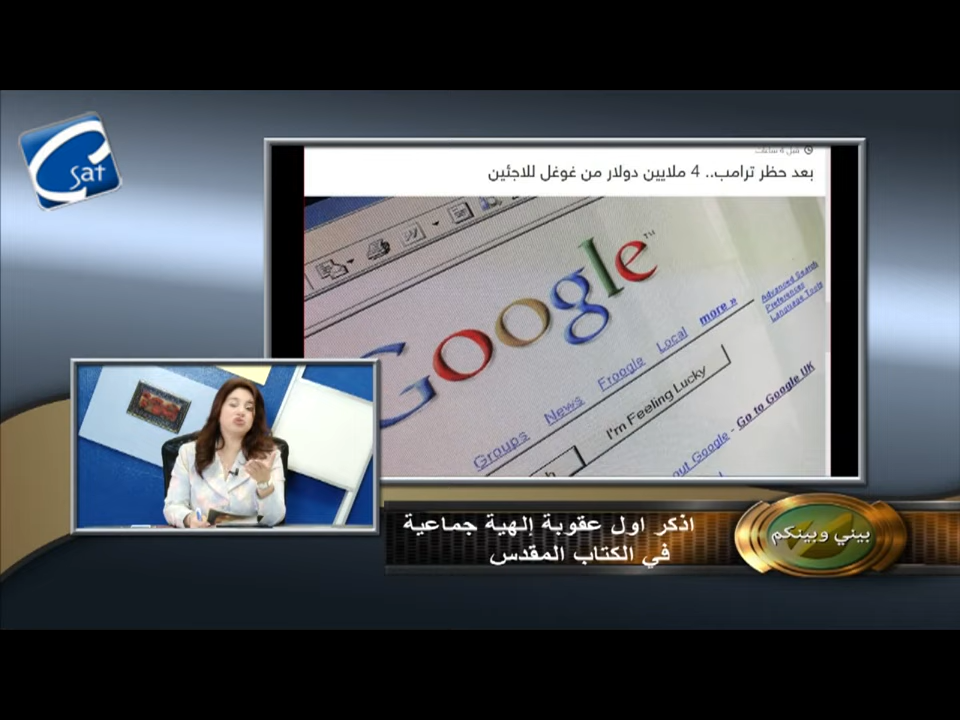 C
Sat
قبل 4 ساعات
بعد حظر ترامب.. 4 ملايين دولار من غوغل للاجئين
Google™
Groups News Froogle Local more »
Advanced Search
Preferences
Language Tools
I'm Feeling Lucky
out Google - Go to Google UK
اذكر اول عقوبة إلهية جماعية
في الكتاب المقدس
بيني وبينكم